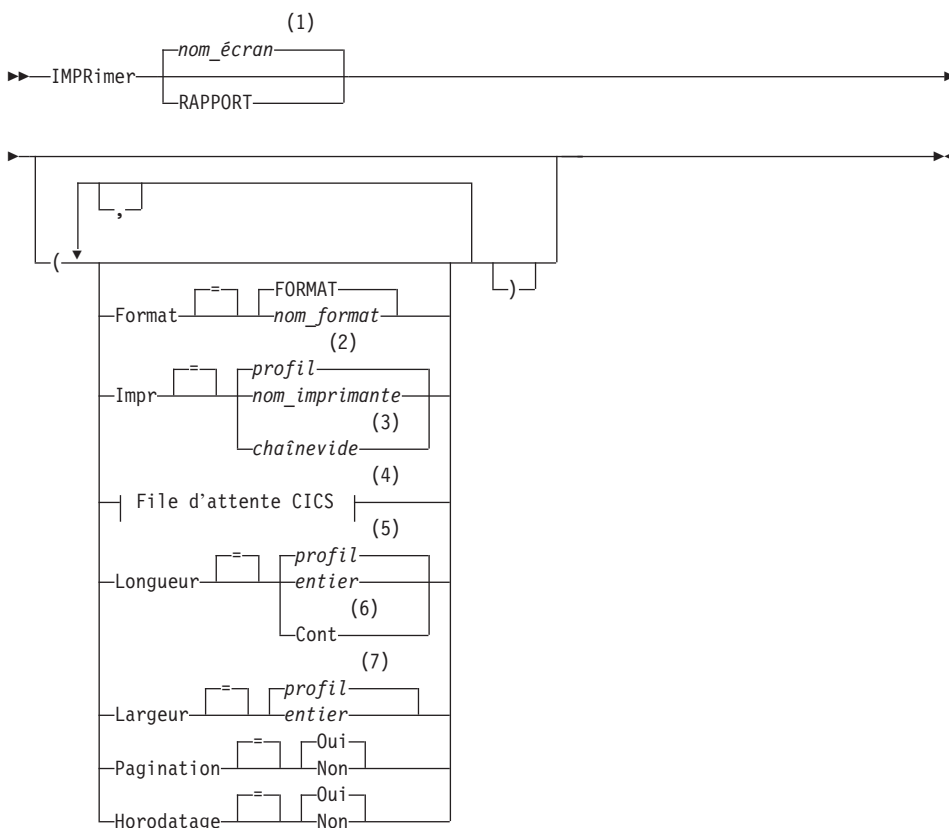 (1)
nom_écran
IMPRimer
RAPPORT
,
(
)
Format = FORMAT
nom_format
(2)
Impr = profil
nom_imprimante
(3)
chaînevide
(4)
File d'attente CICS
(5)
Longueur = profil
entier
(6)
Cont
(7)
Largeur = profil
entier
Pagination = Oui
Non
Horodatage = Oui
Non